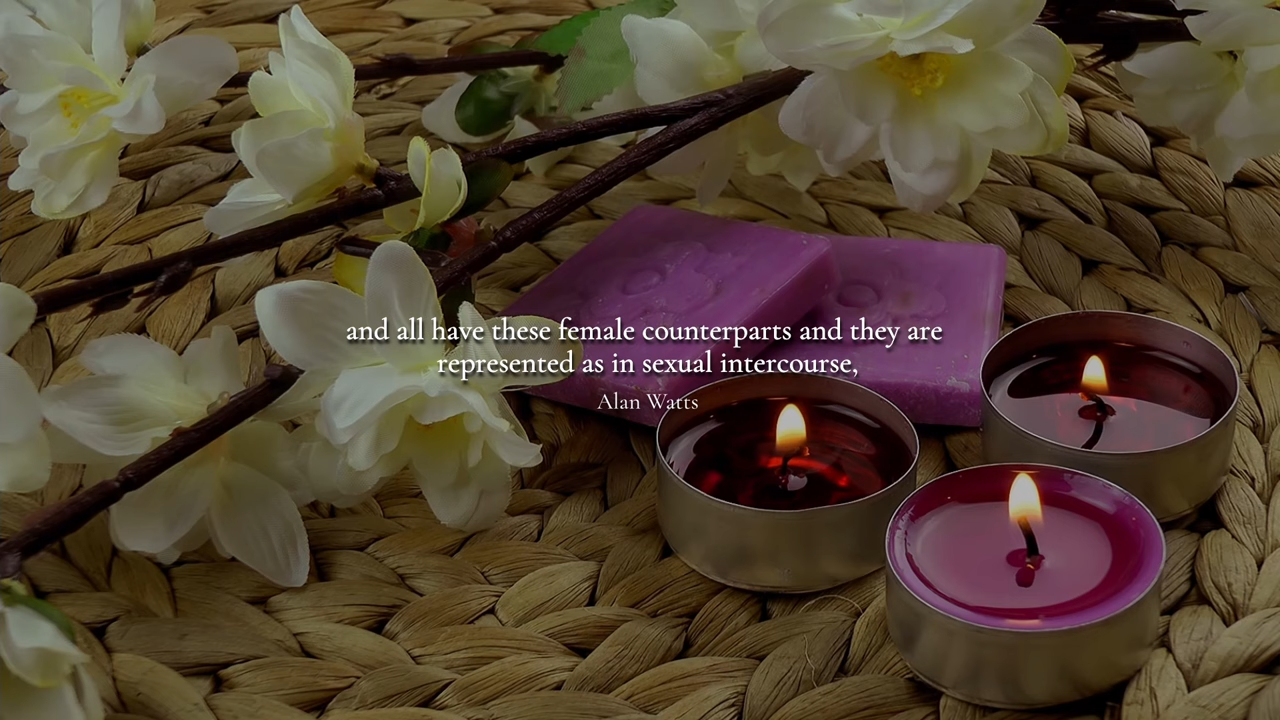 and all have these female counterparts and they are
represented as in sexual intercourse,
Alan Watts